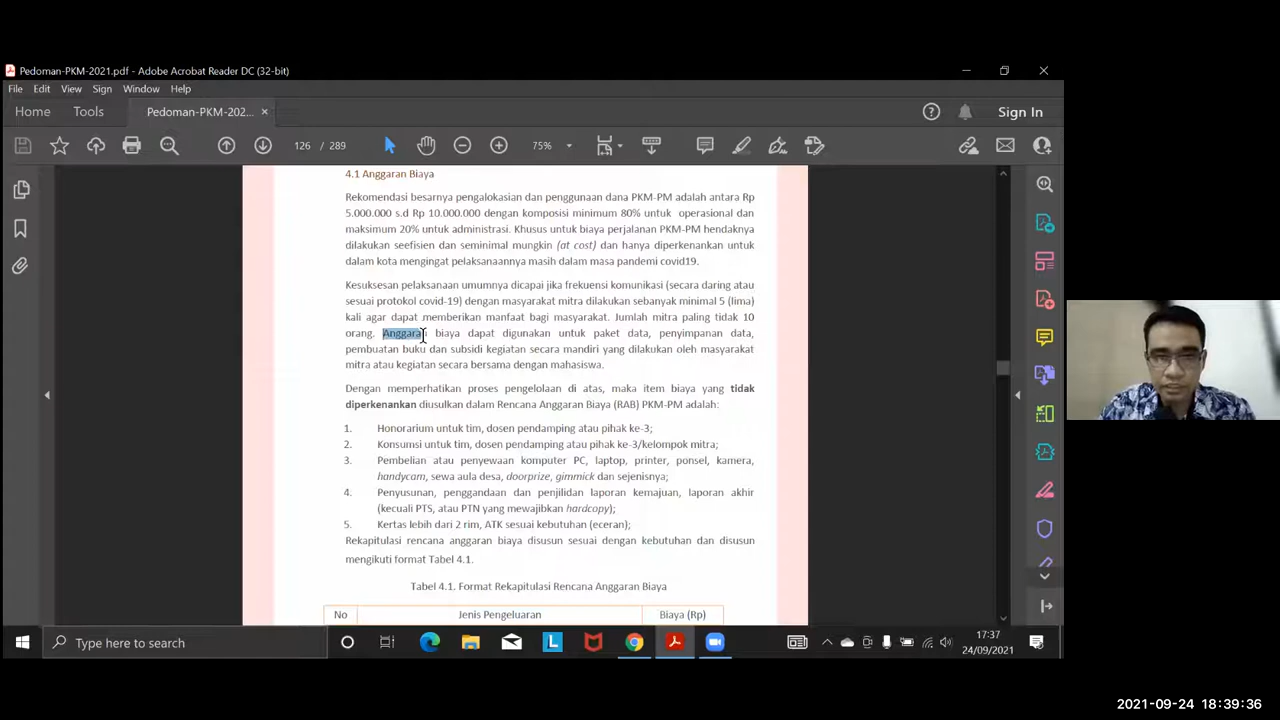 Pedoman-PKM-2021.pdf - Adobe Acrobat Reader DC (32-bit)
File Edit View Sign Window Help
Home Tools Pedoman-PKM-202... × Sign In
126 / 289 75%
4.1 Anggaran Biaya
Rekomendasi besarnya pengalokasian dan penggunaan dana PKM-PM adalah antara Rp
5.000.000 s.d Rp 10.000.000 dengan komposisi minimum 80% untuk operasional dan
maksimum 20% untuk administrasi. Khusus untuk biaya perjalanan PKM-PM hendaknya
dilakukan seefisien dan seminimal mungkin (at cost) dan hanya diperkenankan untuk
dalam kota mengingat pelaksanaannya masih dalam masa pandemi covid19.
Kesuksesan pelaksanaan umumnya dicapai jika frekuensi komunikasi (secara daring atau
sesuai protokol covid-19) dengan masyarakat mitra dilakukan sebanyak minimal 5 (lima)
kali agar dapat memberikan manfaat bagi masyarakat. Jumlah mitra paling tidak 10
orang. Anggaran biaya dapat digunakan untuk paket data, penyimpanan data,
pembuatan buku dan subsidi kegiatan secara mandiri yang dilakukan oleh masyarakat
mitra atau kegiatan secara bersama dengan mahasiswa.
Dengan memperhatikan proses pengelolaan di atas, maka item biaya yang tidak
diperkenankan diusulkan dalam Rencana Anggaran Biaya (RAB) PKM-PM adalah:
1. Honorarium untuk tim, dosen pendamping atau pihak ke-3;
2. Konsumsi untuk tim, dosen pendamping atau pihak ke-3/kelompok mitra;
3. Pembelian atau penyewaan komputer PC, laptop, printer, ponsel, kamera,
handycam, sewa aula desa, doorprize, gimmick dan sejenisnya;
4. Penyusunan, penggandaan dan penjilidan laporan kemajuan, laporan akhir
(kecuali PTS, atau PTN yang mewajibkan hardcopy);
5. Kertas lebih dari 2 rim, ATK sesuai kebutuhan (eceran);
Rekapitulasi rencana anggaran biaya disusun sesuai dengan kebutuhan dan disusun
mengikuti format Tabel 4.1.
Tabel 4.1. Format Rekapitulasi Rencana Anggaran Biaya
No Jenis Pengeluaran Biaya (Rp)
Type here to search
17:37
24/09/2021
2021-09-24 18:39:36